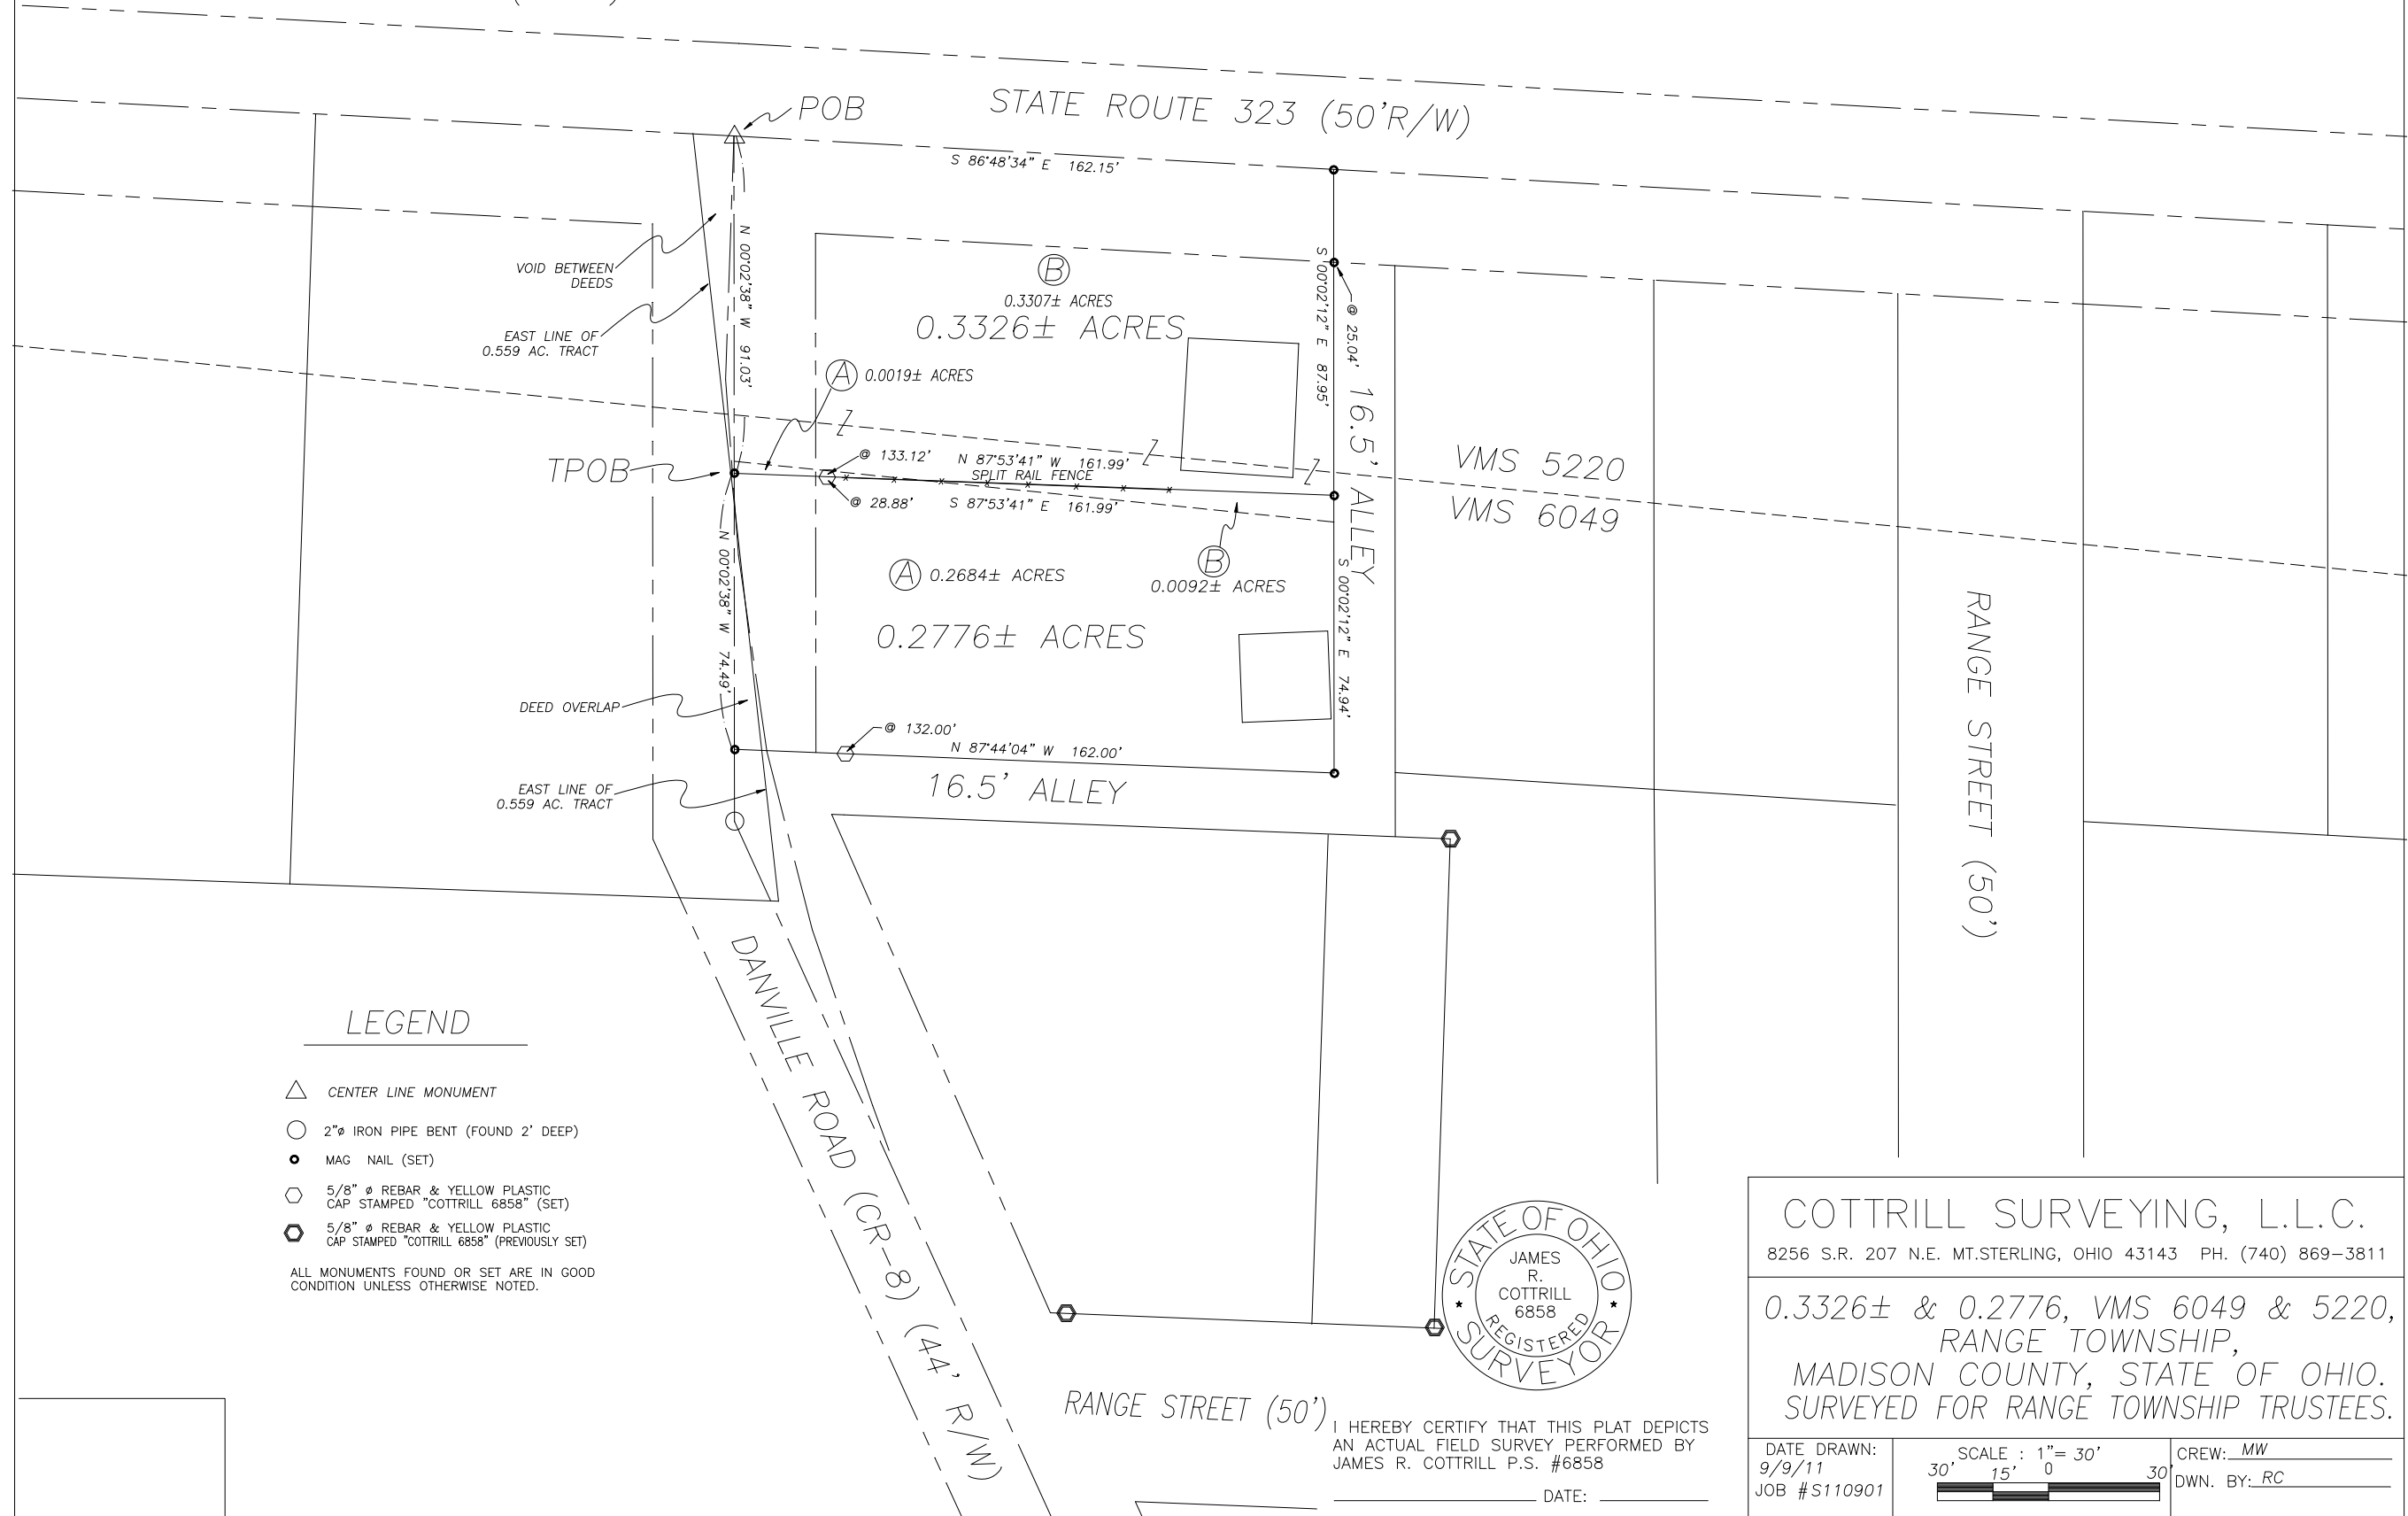 POB
STATE ROUTE 323 (50'R/W)
S 86°48'34" E 162.15'
VOID BETWEEN
DEEDS
N 00°02'38" W 91.03'
EAST LINE OF
0.559 AC. TRACT
B
0.3307± ACRES
0.3326± ACRES
A 0.0019± ACRES
S 00°02'12" E 87.95'
@ 25.04'
16.5' ALLEY
TPOB
@ 133.12' N 87°53'41" W 161.99'
SPLIT RAIL FENCE
@ 28.88' S 87°53'41" E 161.99'
VMS 5220
VMS 6049
N 00°02'38" W 74.49'
A 0.2684± ACRES
B
0.0092± ACRES
0.2776± ACRES
S 00°02'12" E 74.94'
RANGE STREET (50')
DEED OVERLAP
@ 132.00'
N 87°44'04" W 162.00'
16.5' ALLEY
EAST LINE OF
0.559 AC. TRACT
DANVILLE ROAD (CR-8) (44' R/W)
LEGEND
CENTER LINE MONUMENT
2"ø IRON PIPE BENT (FOUND 2' DEEP)
MAG NAIL (SET)
5/8" ø REBAR & YELLOW PLASTIC
CAP STAMPED "COTTRILL 6858" (SET)
5/8" ø REBAR & YELLOW PLASTIC
CAP STAMPED "COTTRILL 6858" (PREVIOUSLY SET)
ALL MONUMENTS FOUND OR SET ARE IN GOOD
CONDITION UNLESS OTHERWISE NOTED.
RANGE STREET (50')
STATE OF OHIO
JAMES
R.
COTTRILL
6858
REGISTERED
SURVEYOR
I HEREBY CERTIFY THAT THIS PLAT DEPICTS
AN ACTUAL FIELD SURVEY PERFORMED BY
JAMES R. COTTRILL P.S. #6858
DATE:
COTTRILL SURVEYING, L.L.C.
8256 S.R. 207 N.E. MT.STERLING, OHIO 43143 PH. (740) 869-3811
0.3326± & 0.2776, VMS 6049 & 5220,
RANGE TOWNSHIP,
MADISON COUNTY, STATE OF OHIO.
SURVEYED FOR RANGE TOWNSHIP TRUSTEES.
DATE DRAWN:
9/9/11
JOB #S110901
SCALE : 1"= 30'
30' 15' 0 30'
CREW: MW
DWN. BY: RC